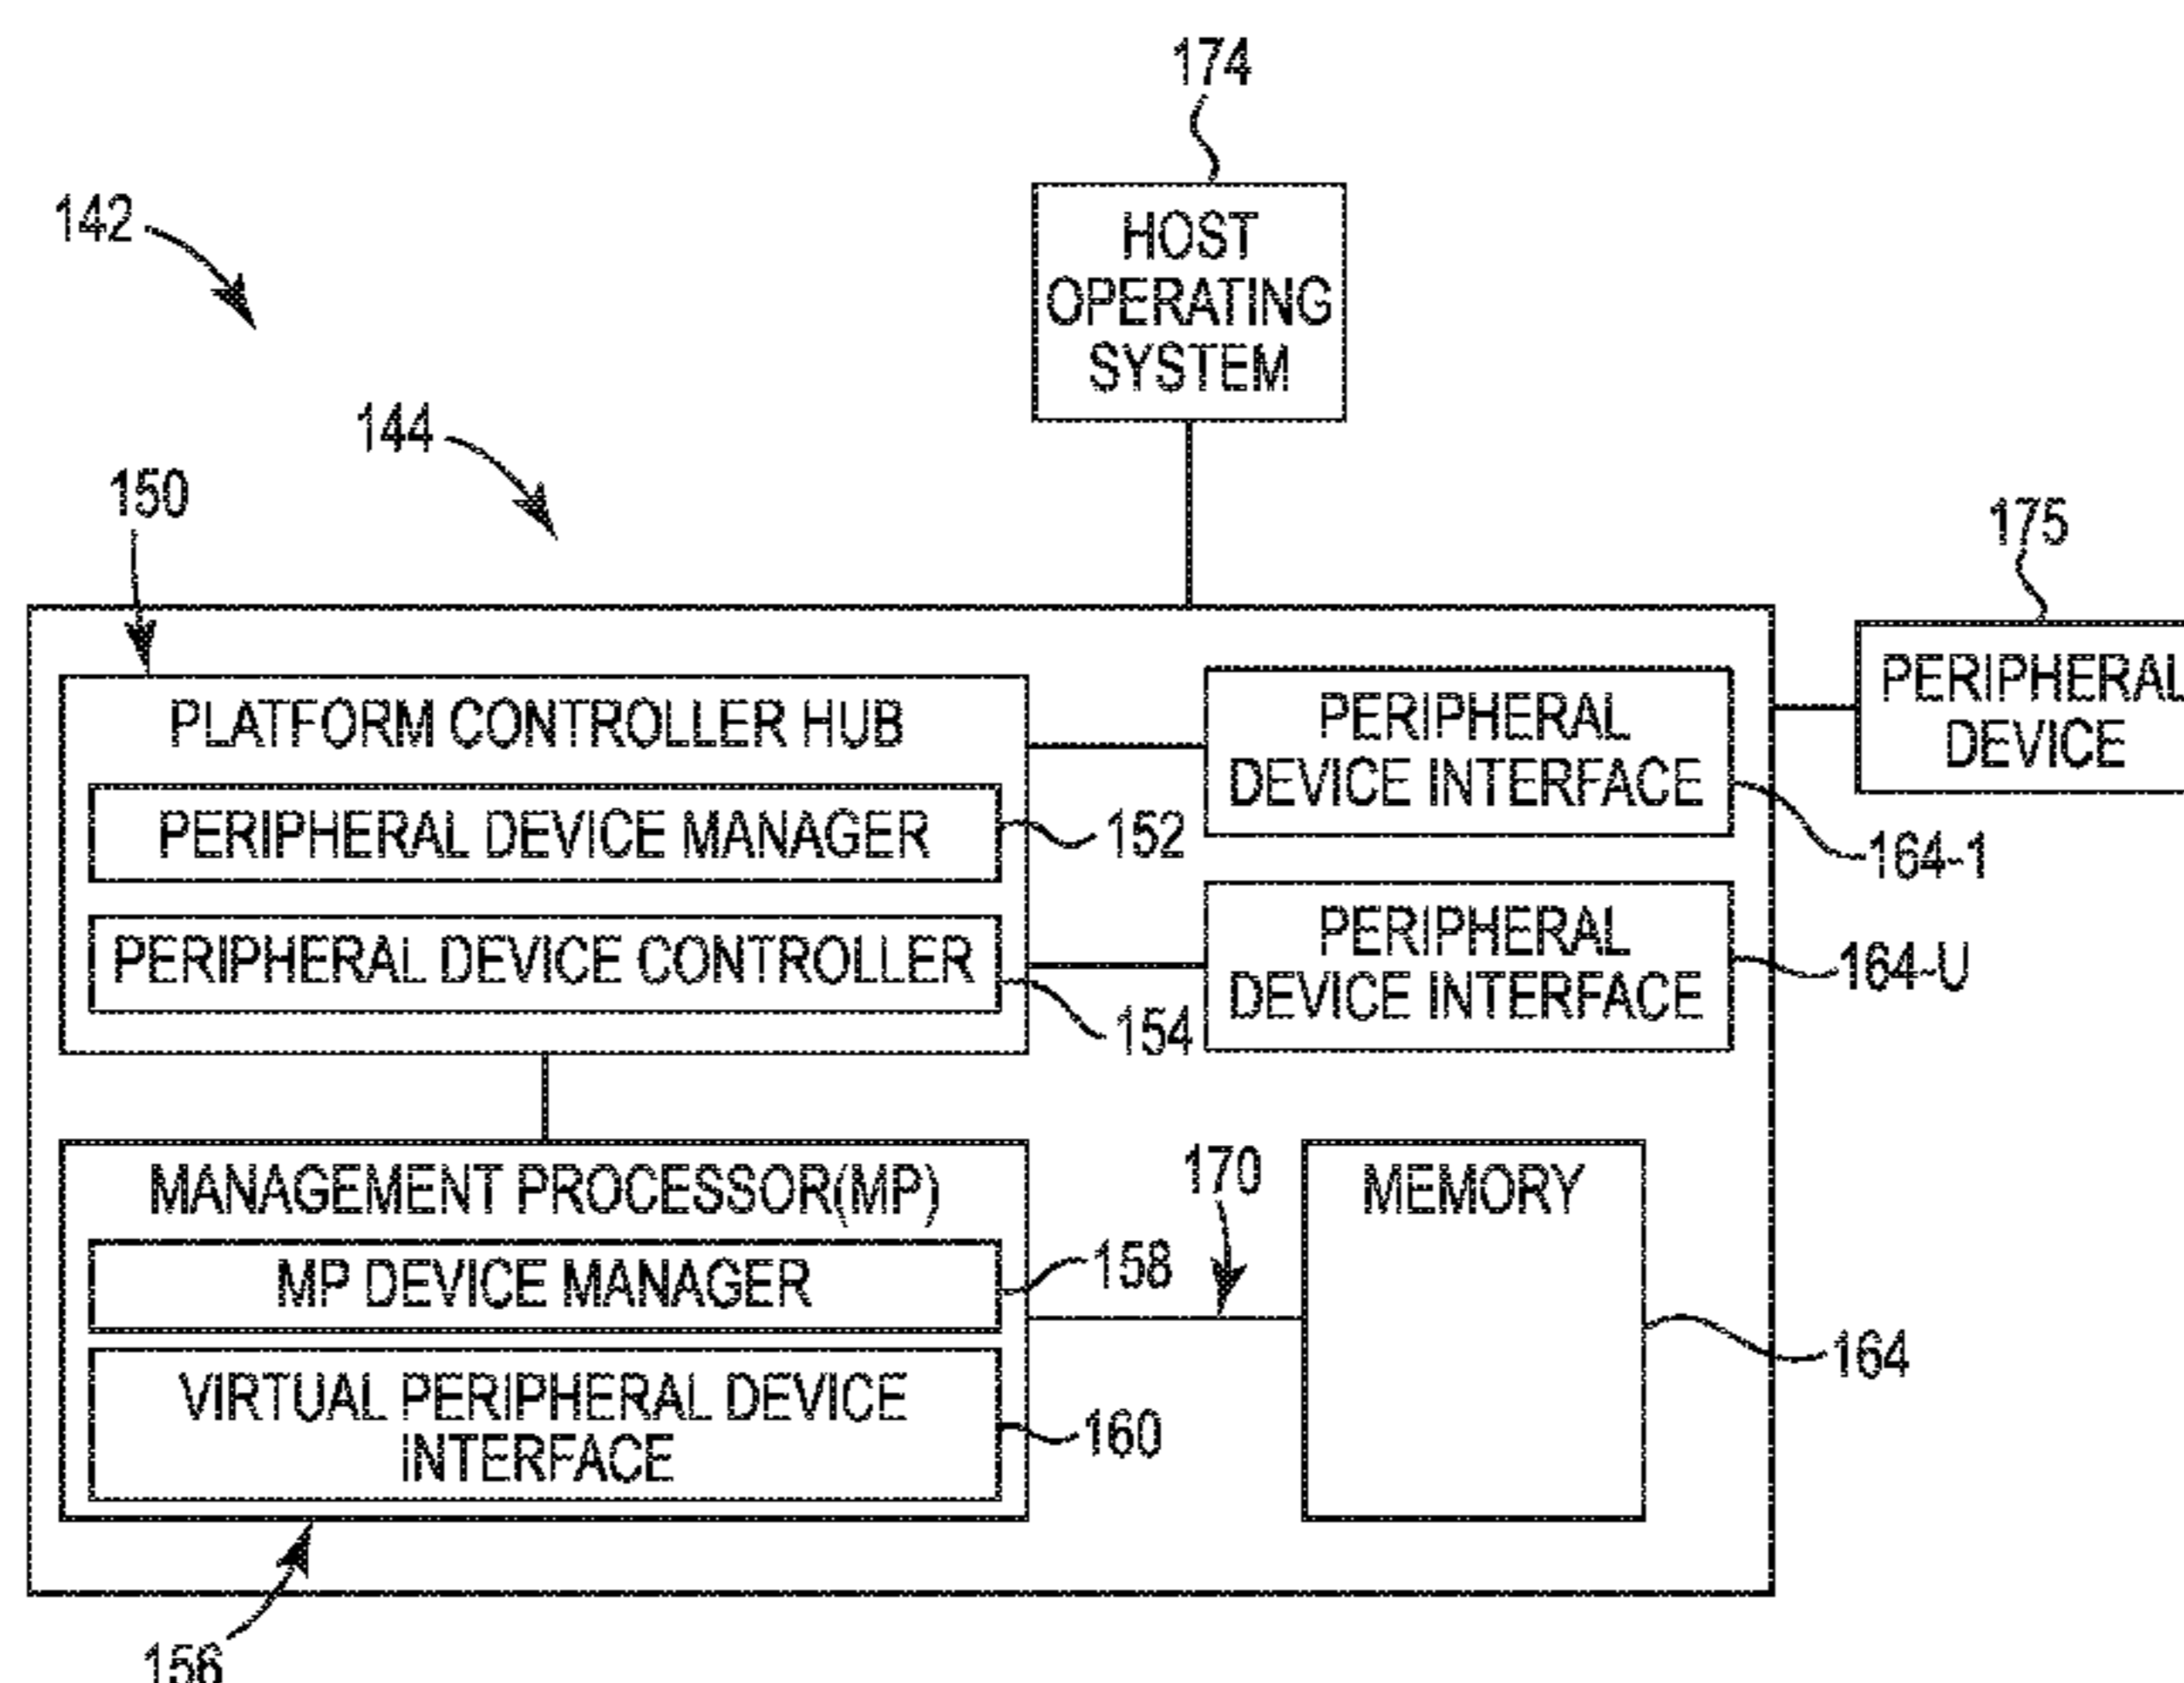 174
142
HOST
OPERATING
SYSTEM
144
150
175
PLATFORM CONTROLLER HUB
PERIPHERAL DEVICE MANAGER
152
PERIPHERAL DEVICE CONTROLLER
154
PERIPHERAL
DEVICE INTERFACE
164-1
PERIPHERAL
DEVICE INTERFACE
164-U
PERIPHERAL
DEVICE
MANAGEMENT PROCESSOR(MP)
MP DEVICE MANAGER
158
VIRTUAL PERIPHERAL DEVICE
INTERFACE
160
170
MEMORY
164
156